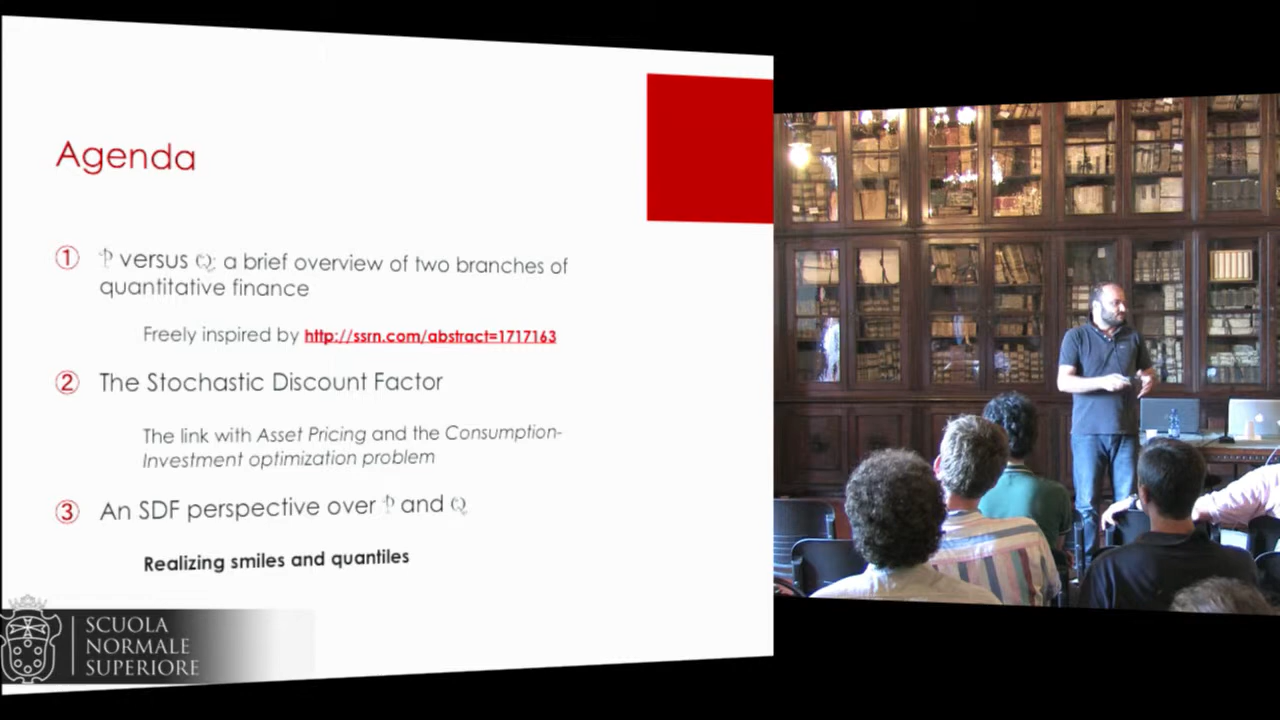 Agenda
① ℙ versus ℚ: a brief overview of two branches of
quantitative finance
Freely inspired by http://ssrn.com/abstract=1717163
② The Stochastic Discount Factor
The link with Asset Pricing and the Consumption-
Investment optimization problem
③ An SDF perspective over ℙ and ℚ
Realizing smiles and quantiles
SCUOLA
NORMALE
SUPERIORE